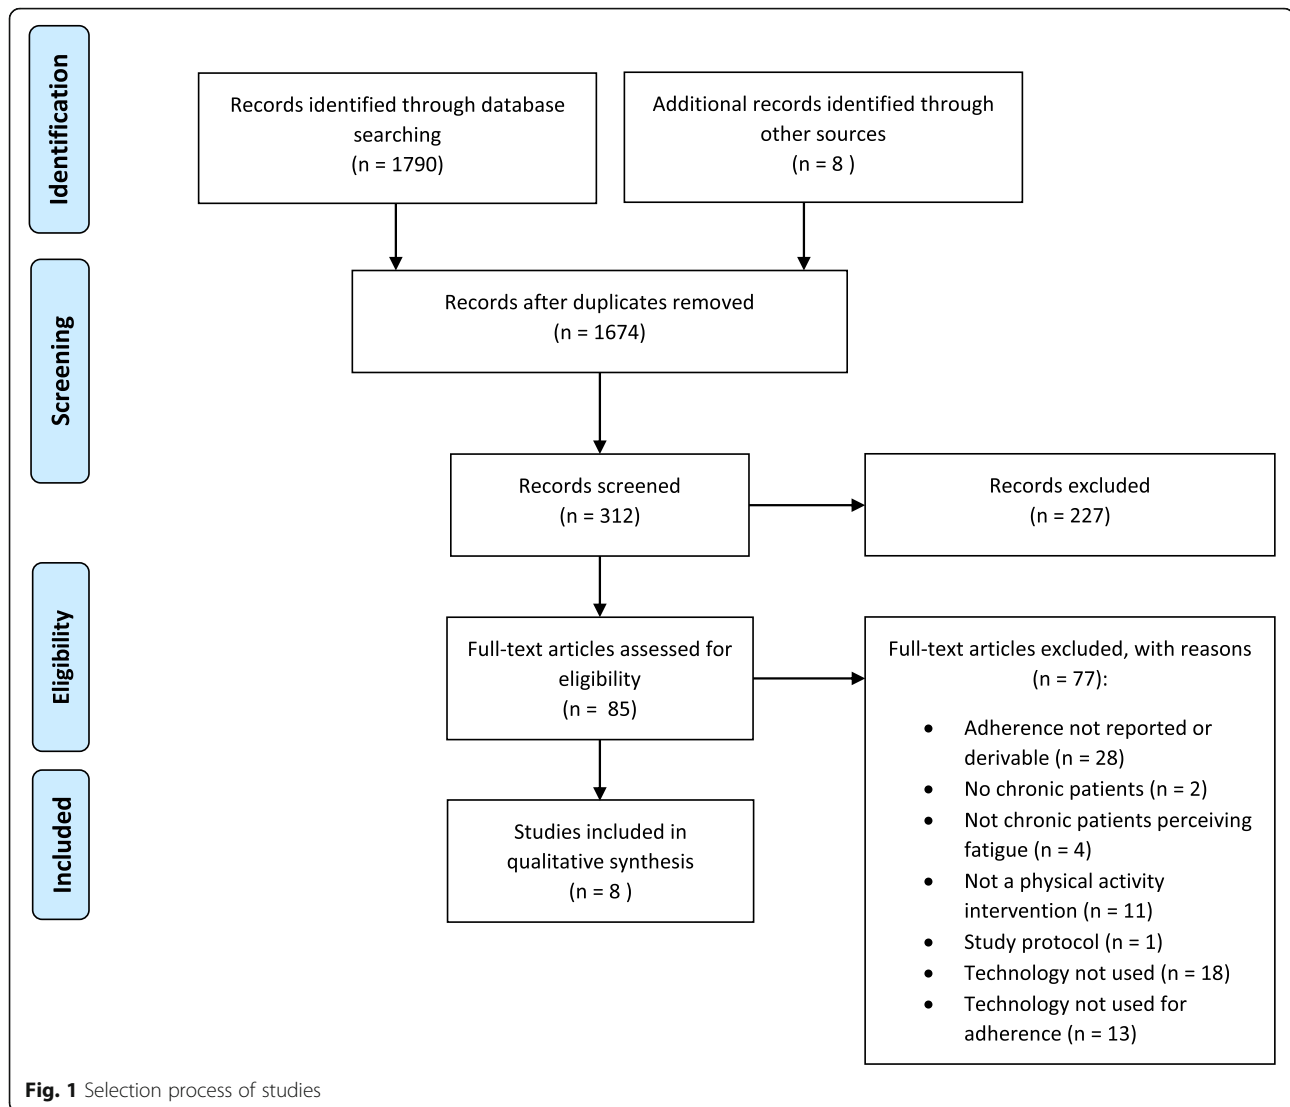 Identification
Records identified through database
searching
(n = 1790)
Additional records identified through
other sources
(n = 8 )
Screening
Records after duplicates removed
(n = 1674)
Records screened
(n = 312)
Records excluded
(n = 227)
Eligibility
Full-text articles assessed for
eligibility
(n =  85)
Full-text articles excluded, with reasons
(n = 77):
• Adherence not reported or
derivable (n = 28)
• No chronic patients (n = 2)
• Not chronic patients perceiving
fatigue (n = 4)
• Not a physical activity
intervention (n = 11)
• Study protocol (n = 1)
• Technology not used (n = 18)
• Technology not used for
adherence (n = 13)
Included
Studies included in
qualitative synthesis
(n = 8 )
Fig. 1 Selection process of studies